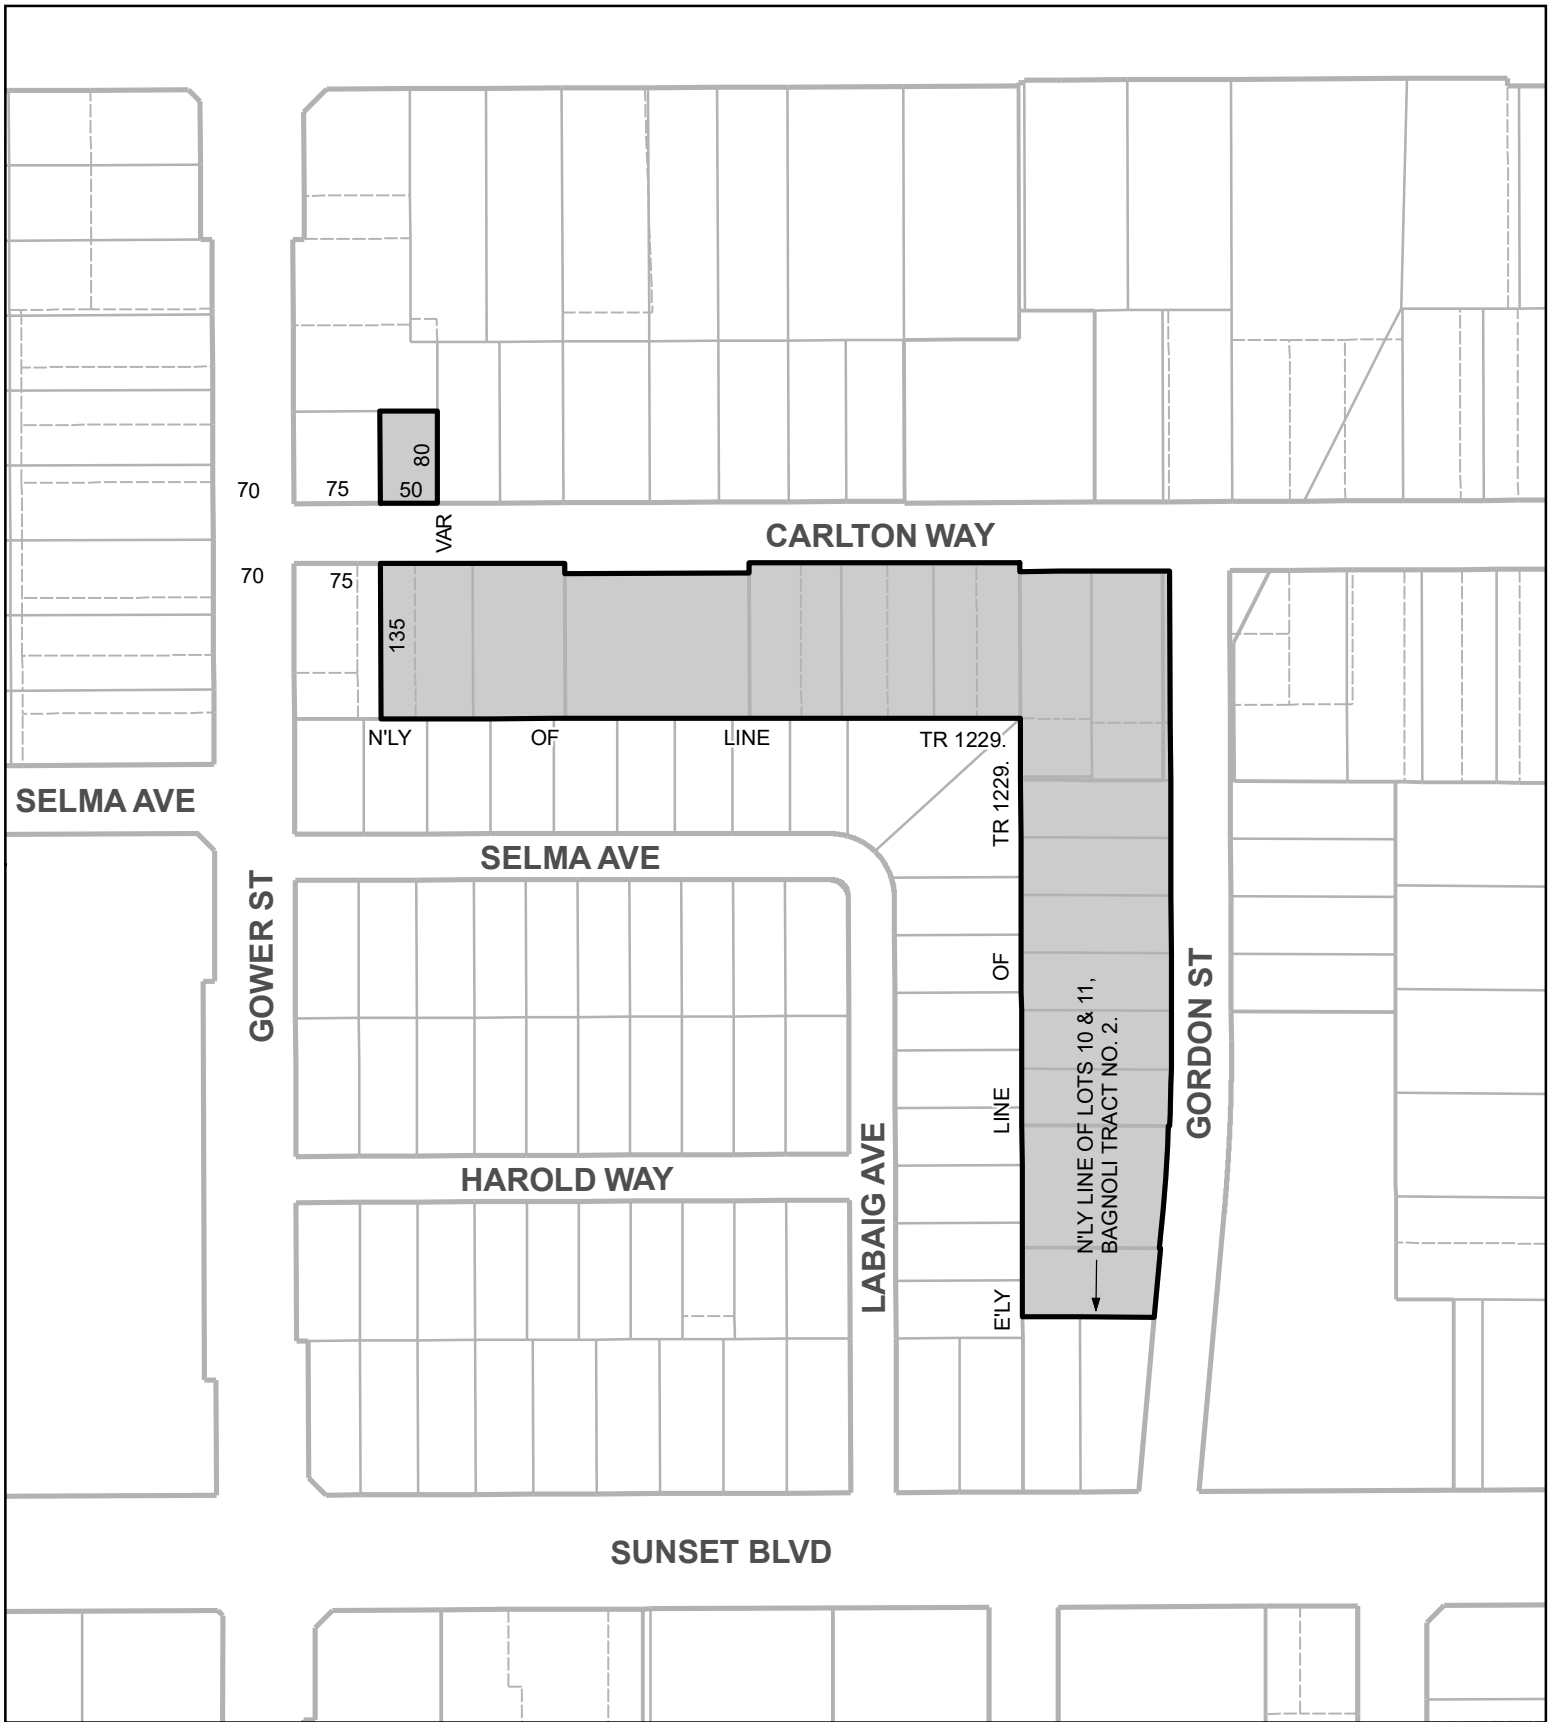 80
70
75
50
VAR
CARLTON WAY
70
75
135
N'LY OF LINE TR 1229.
TR 1229.
OF
LINE
E'LY
SELMA AVE
SELMA AVE
GOWER ST
N'LY LINE OF LOTS 10 & 11,
BAGNOLI TRACT NO. 2.
GORDON ST
LABAIG AVE
HAROLD WAY
SUNSET BLVD